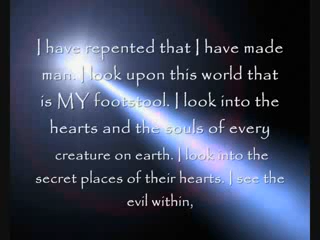 I have repented that I have made
man. I look upon this world that
is MY footstool. I look into the
hearts and the souls of every
creature on earth. I look into the
secret places of their hearts. I see the
evil within,